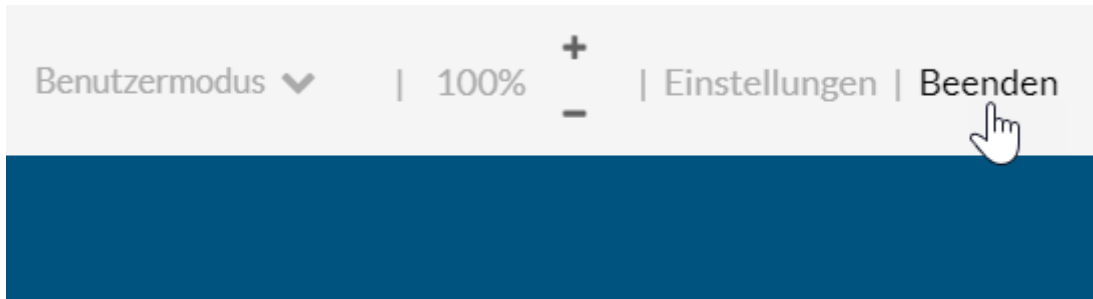 Benutzermodus | 100% + - | Einstellungen | Beenden